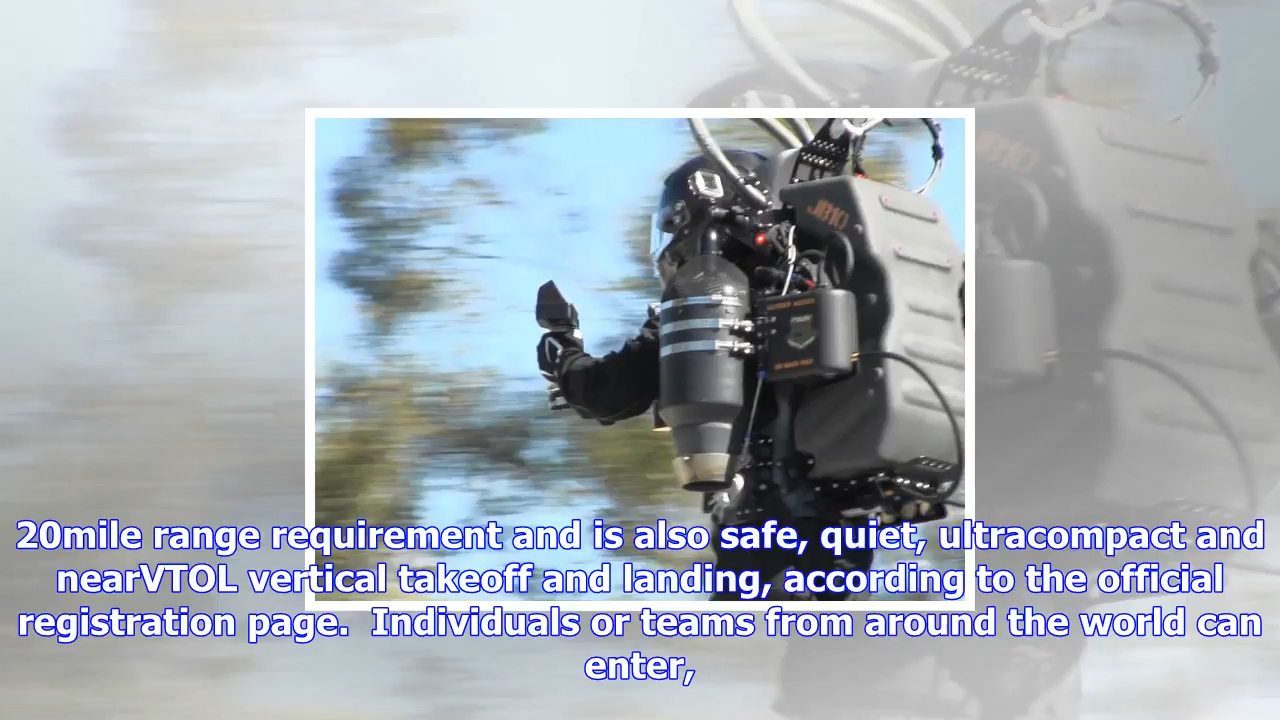 JB10
20mile range requirement and is also safe, quiet, ultracompact and
nearVTOL vertical takeoff and landing, according to the official
registration page.  Individuals or teams from around the world can
enter,